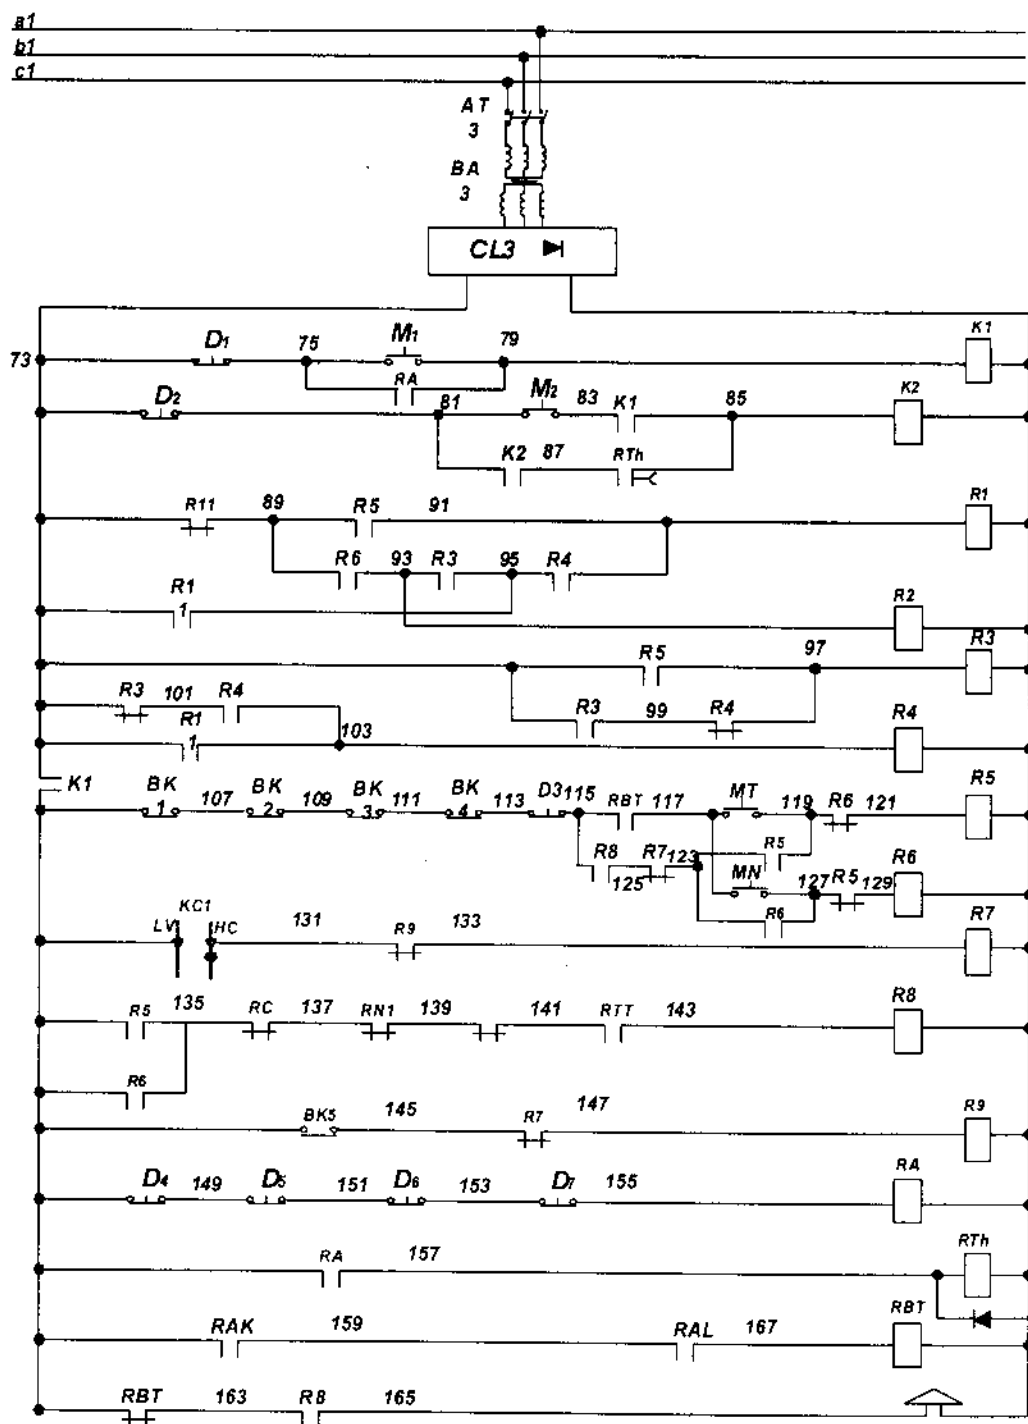 a1
b1
c1
AT
3
BA
3
CL3
K1
73 D1 75 M1 79
RA
D2 81 M2 83 K1 85 K2
K2 87 RTh
R11 89 R5 91 R1
R6 93 R3 95 R4
R1
1
R2
R5 97 R3
R3 101 R4 R3 99 R4
R1
1
103 R4
K1
BK 1 107 BK 2 109 BK 3 111 BK 4 113 D3 115 RBT 117 MT 119 R6 121 R5
R8 125 R7 123 R5
MN 127 R5 129 R6
R6
LV KC1 HC 131 R9 133 R7
R5 135 RC 137 RN1 139 141 RTT 143 R8
R6
BK5 145 R7 147 R9
D4 149 D5 151 D6 153 D7 155 RA
RA 157 RTh
RAK 159 RAL 167 RBT
RBT 163 R8 165